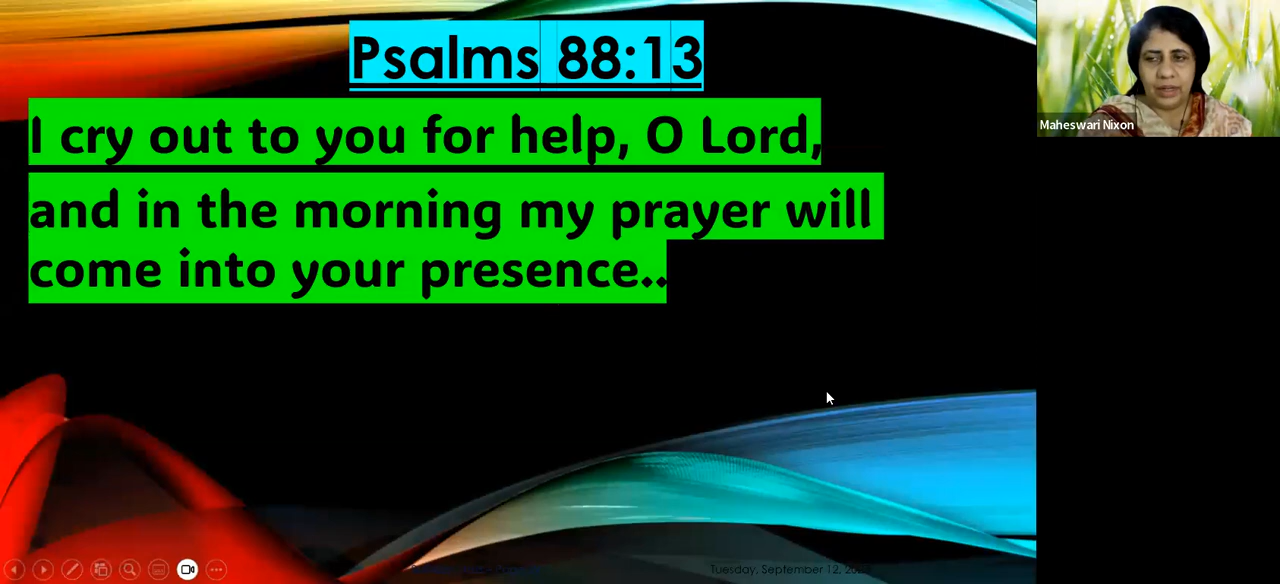 Psalms 88:13
I cry out to you for help, O Lord,
and in the morning my prayer will
come into your presence..
Maheswari Nixon
Tuesday, September 12,